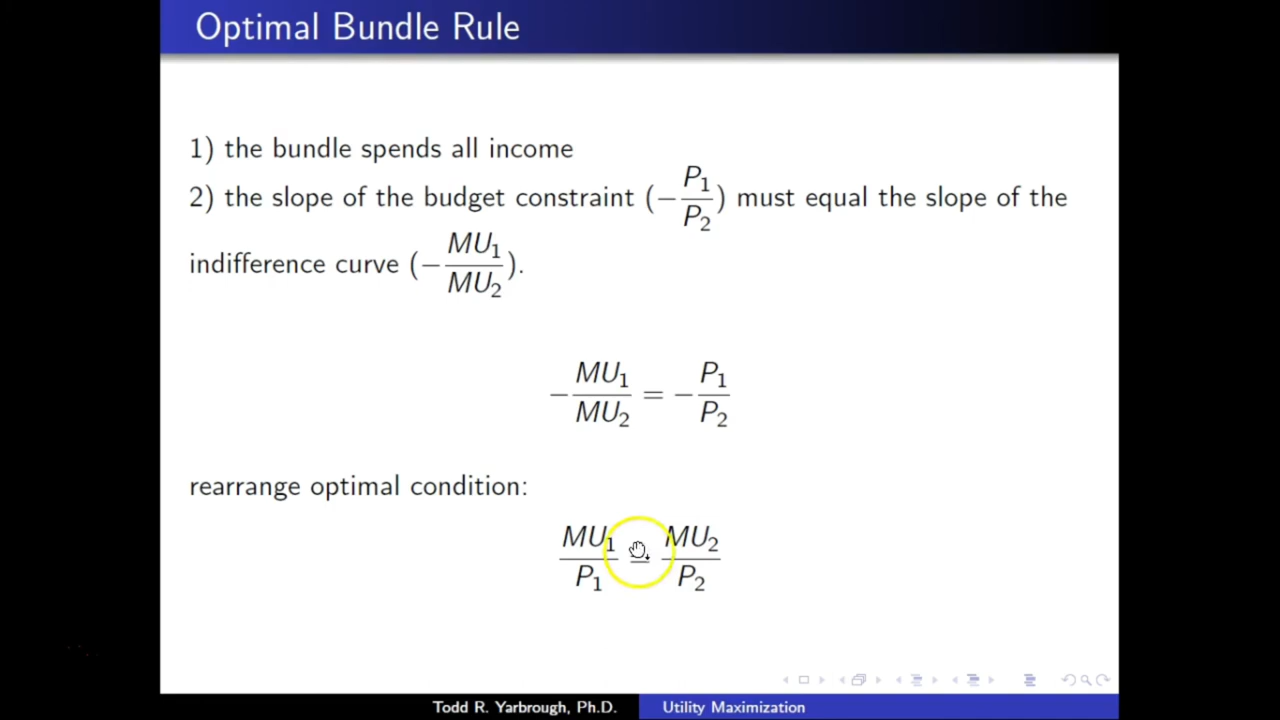 Optimal Bundle Rule
1) the bundle spends all income
2) the slope of the budget constraint (−P₁/P₂) must equal the slope of the
indifference curve (−MU₁/MU₂).
−MU₁/MU₂ = −P₁/P₂
rearrange optimal condition:
MU₁/P₁ = MU₂/P₂
Todd R. Yarbrough, Ph.D. Utility Maximization